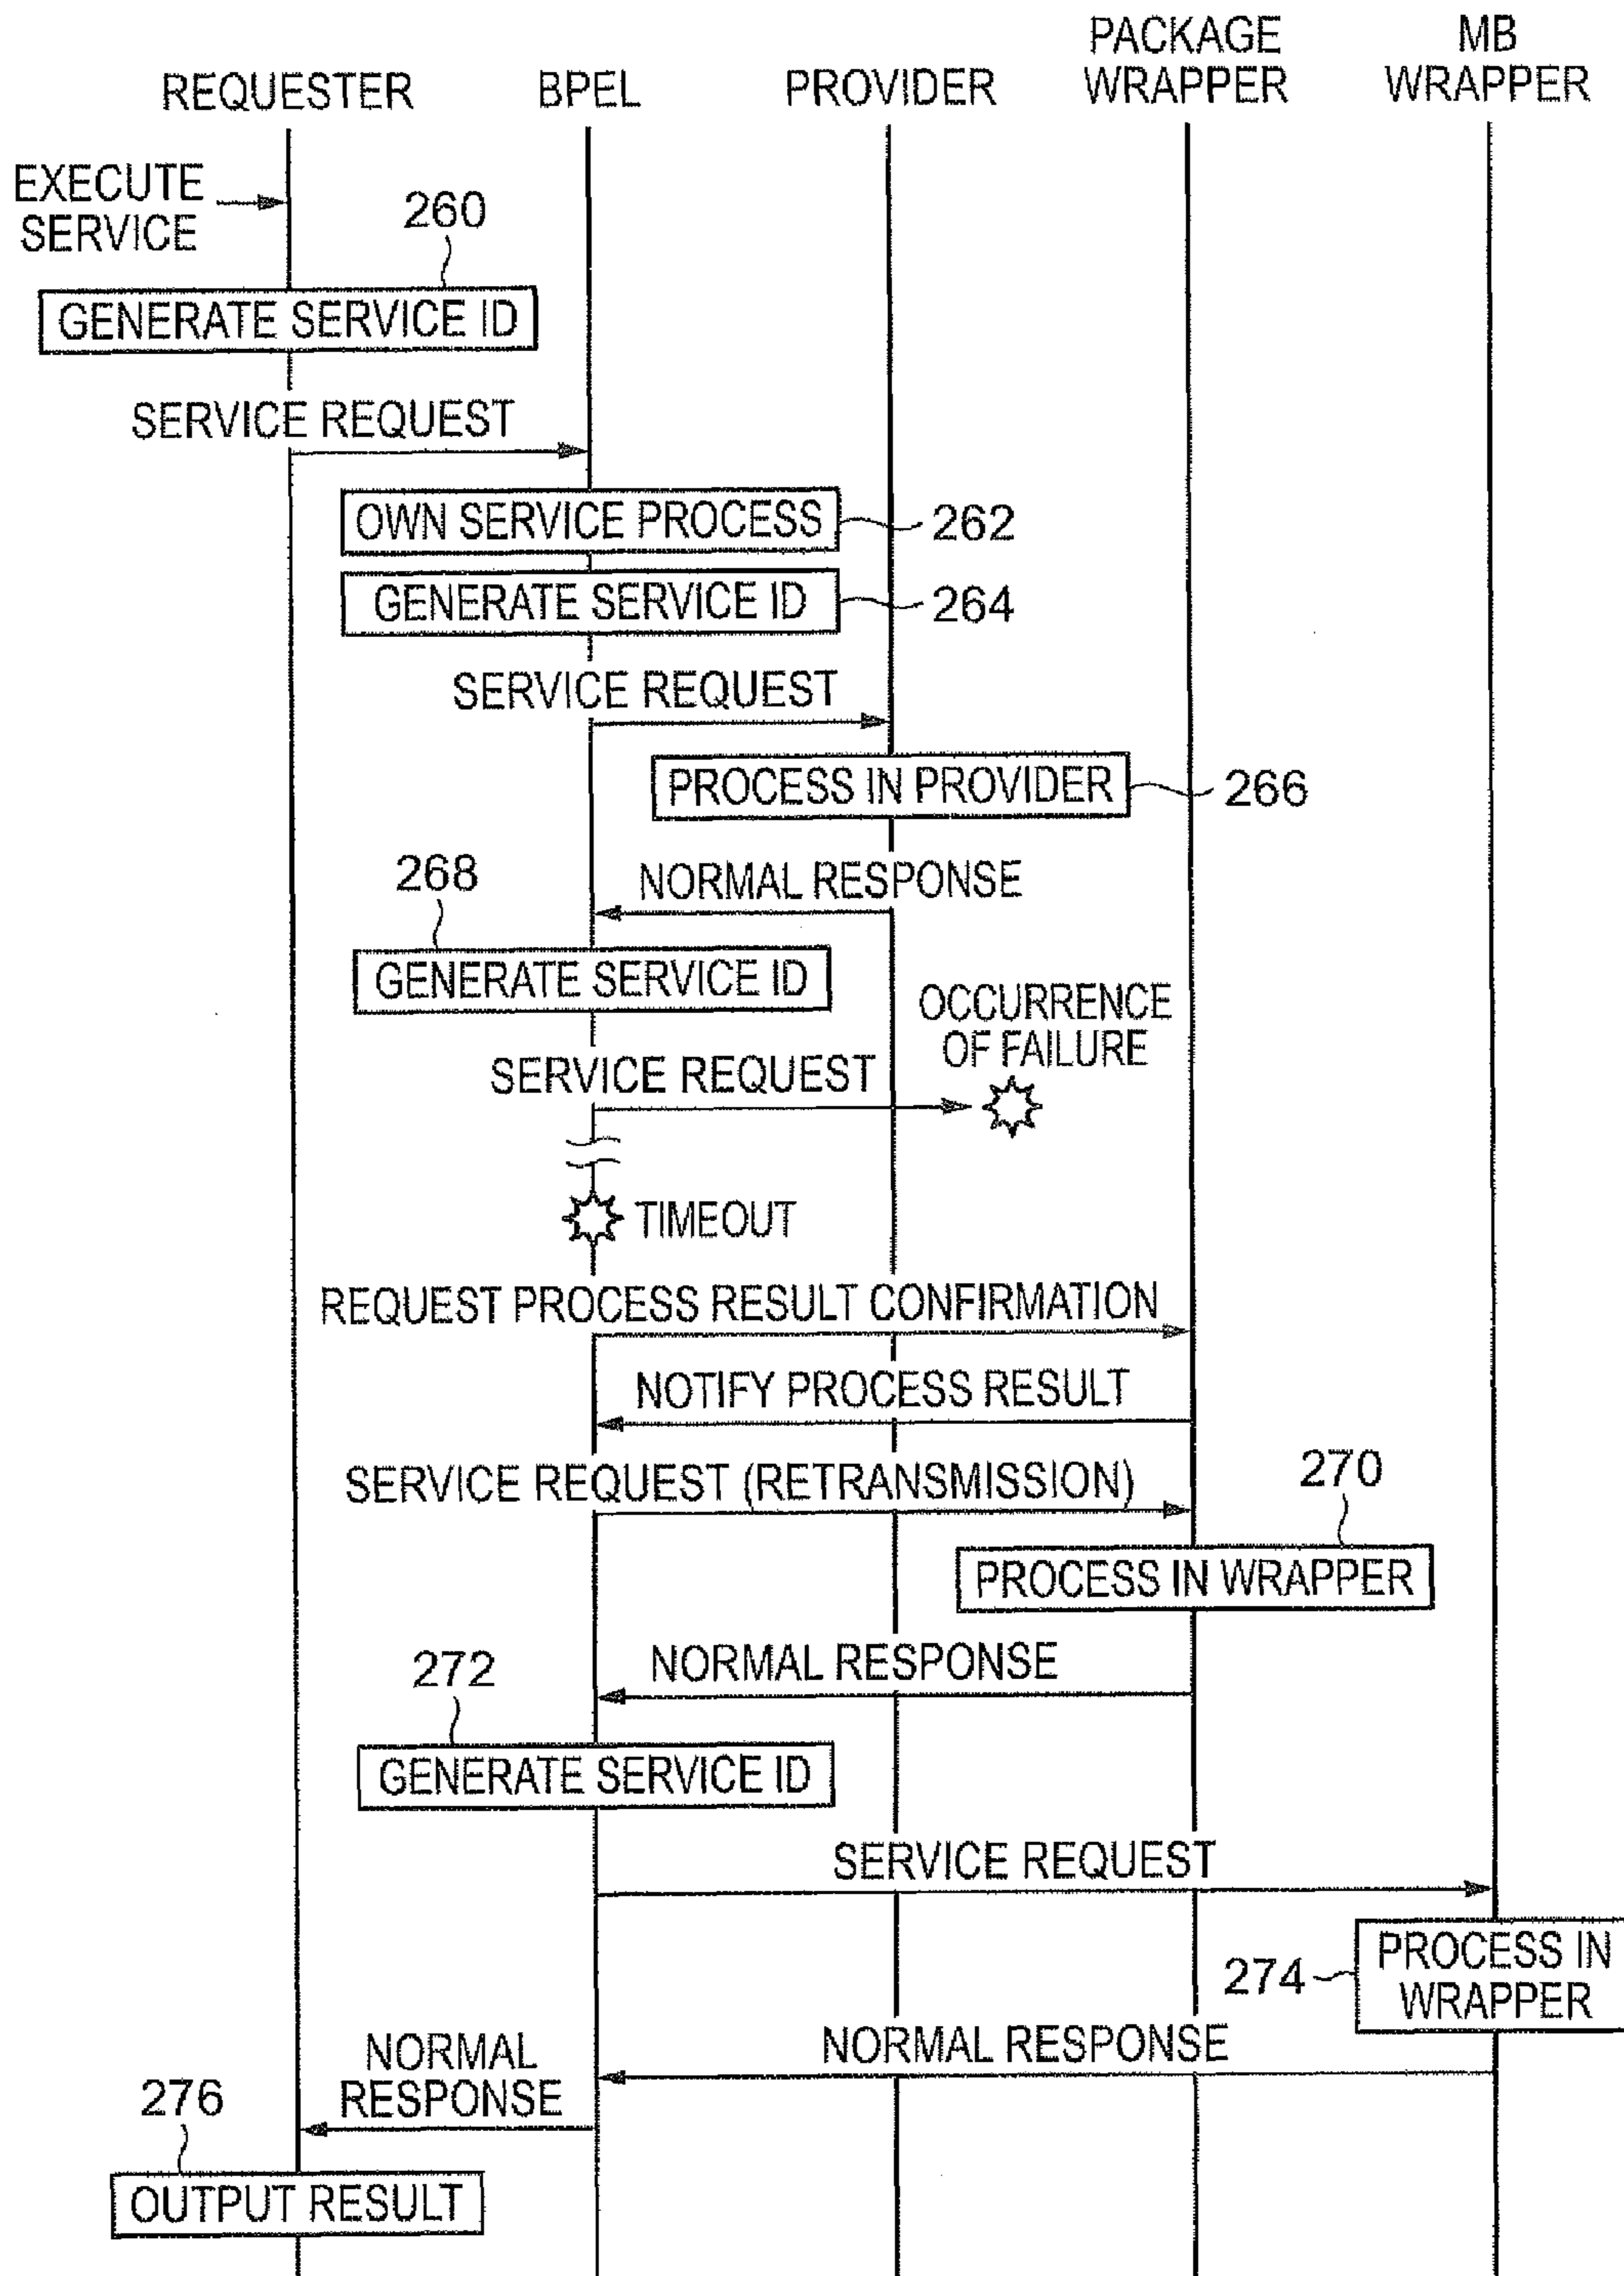 REQUESTER
BPEL
PROVIDER
PACKAGE
WRAPPER
MB
WRAPPER
EXECUTE
SERVICE
260
GENERATE SERVICE ID
SERVICE REQUEST
OWN SERVICE PROCESS
262
GENERATE SERVICE ID
264
SERVICE REQUEST
PROCESS IN PROVIDER
266
NORMAL RESPONSE
268
GENERATE SERVICE ID
OCCURRENCE
OF FAILURE
SERVICE REQUEST
TIMEOUT
REQUEST PROCESS RESULT CONFIRMATION
NOTIFY PROCESS RESULT
SERVICE REQUEST (RETRANSMISSION)
270
PROCESS IN WRAPPER
NORMAL RESPONSE
272
GENERATE SERVICE ID
SERVICE REQUEST
PROCESS IN
WRAPPER
274
NORMAL RESPONSE
NORMAL
RESPONSE
276
OUTPUT RESULT